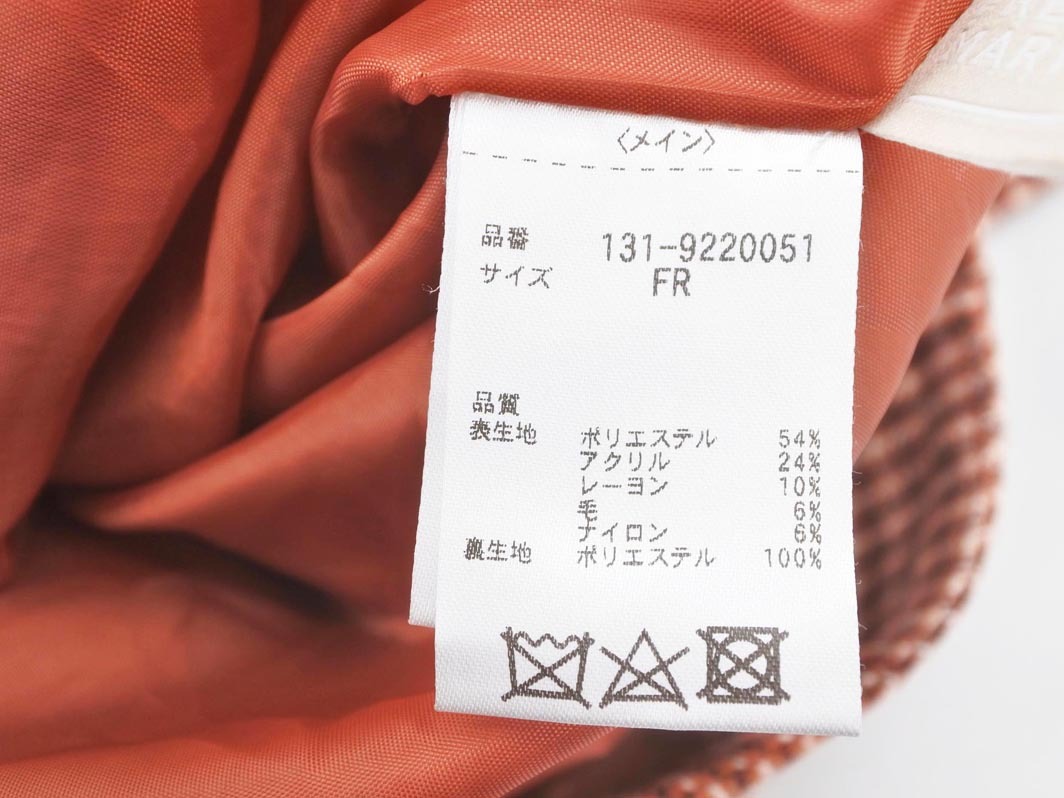 〈メイン〉
品番 131-9220051
サイズ FR
品質
表生地 ポリエステル 54%
アクリル 24%
レーヨン 10%
毛 6%
ナイロン 6%
裏生地 ポリエステル 100%